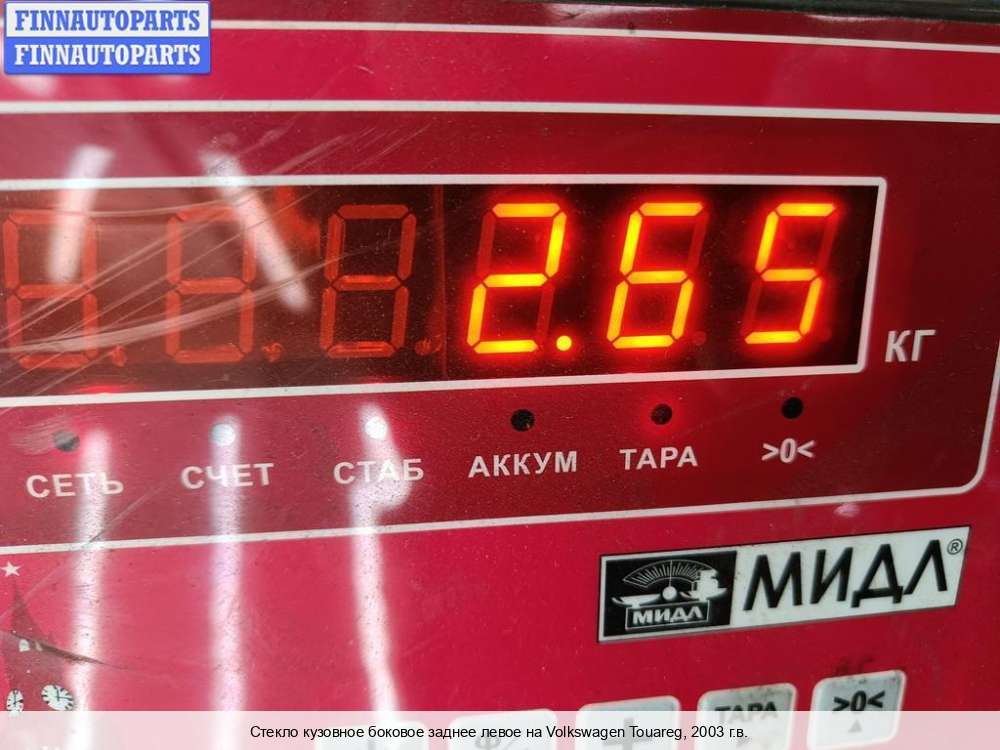 FINNAUTOPARTS
FINNAUTOPARTS
2.65
КГ
СЕТЬ СЧЕТ СТАБ АККУМ ТАРА >0<
МИДЛ МИДЛ®
ТАРА >0<
Стекло кузовное боковое заднее левое на Volkswagen Touareg, 2003 г.в.